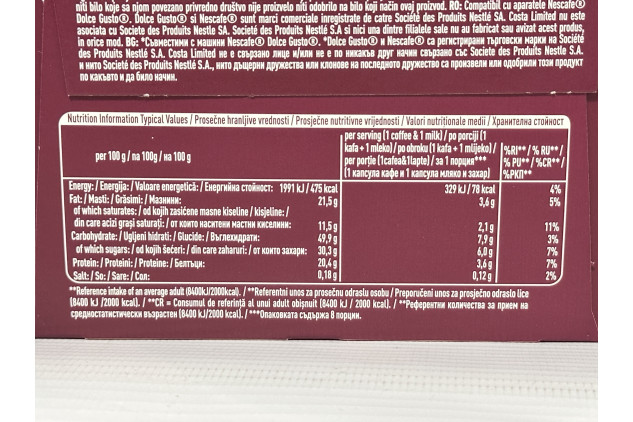 niti bilo koje sa njom povezano privredno društvo nije proizvelo niti odobrilo na bilo koji način ovaj proizvod. RO: Compatibil cu aparatele Nescafe®
Dolce Gusto®. Dolce Gusto® si Nescafe® sunt marci comerciale inregistrate de catre Société des Produits Nestlé SA. Costa Limited nu este
asociata cu Societe des Produits Nestlé SA. Societé des Produits Nestlé S.A si nici una dintre filialele sale nu au fabricat sau avizat acest produs,
in orice mod. BG: *Съвместими с машини Nescafe® Dolce Gusto®. *Dolce Gusto® и Nescafe® са регистрирани търговски марки на Société
des Produits Nestlé S.A. Costa Limited не е свързано лице и/или не е по никакъв друг начин свързано със Societe des Produits Nestle S.A.
и нито Societé des Produits Nestlé S.A., нито дъщерни дружества или клонове на последното дружество са произвели или одобрили този продукт
по какъвто и да било начин.
Nutrition Information Typical Values / Prosečne hranljive vrednosti / Prosječne nutritivne vrijednosti / Valori nutriționale medii / Хранителна стойност
per 100 g / na 100g / на 100 g
per serving (1 coffee & 1 milk) / po porciji (1
kafa + 1 mleko) / po obroku (1 kafa + 1 mlijeko) /
per porție (1cafea&1lapte) / за 1 порция***
(1 капсула кафе и 1 капсула мляко и захар)
%RI**/ % RU** /
% PU** /%CR** /
%РКП**
Energy: / Energija: / Valoare energetică: / Енергийна стойност: 1991 kJ / 475 kcal 329 kJ / 78 kcal 4%
Fat: / Masti: / Grăsimi: / Мазнини: 21,5g 3,6g 5%
of which saturates: / od kojih zasićene masne kiseline / kisjeline: /
din care acizi grași saturați: / от които наситени мастни киселини: 11,5g 2,1g 11%
Carbohydrate: / Ugljeni hidrati: / Glucide: / Въглехидрати: 49,9g 7,9g 3%
of which sugars: / od kojih šećeri: / din care zaharuri: / от които захари: 30,3g 6,0g 7%
Protein: / Proteini: / Proteine: / Белтъци: 20,4g 3,6g 7%
Salt: / So: / Sare: / Сол: 0,18g 0,12g 2%
**Reference intake of an average adult (8400kJ/2000kcal). / **Referentni unos za prosečnu odraslu osobu / Preporučeni unos za prosječno odraslo lice
(8400 kJ /2000 kcal). / **CR = Consumul de referință al unui adult obișnuit (8400 kJ / 2000 kcal). / **Референтни количества за прием на
средностатистически възрастен (8400 kJ/2000 kcal). / ***Опаковката съдържа 8 порции.